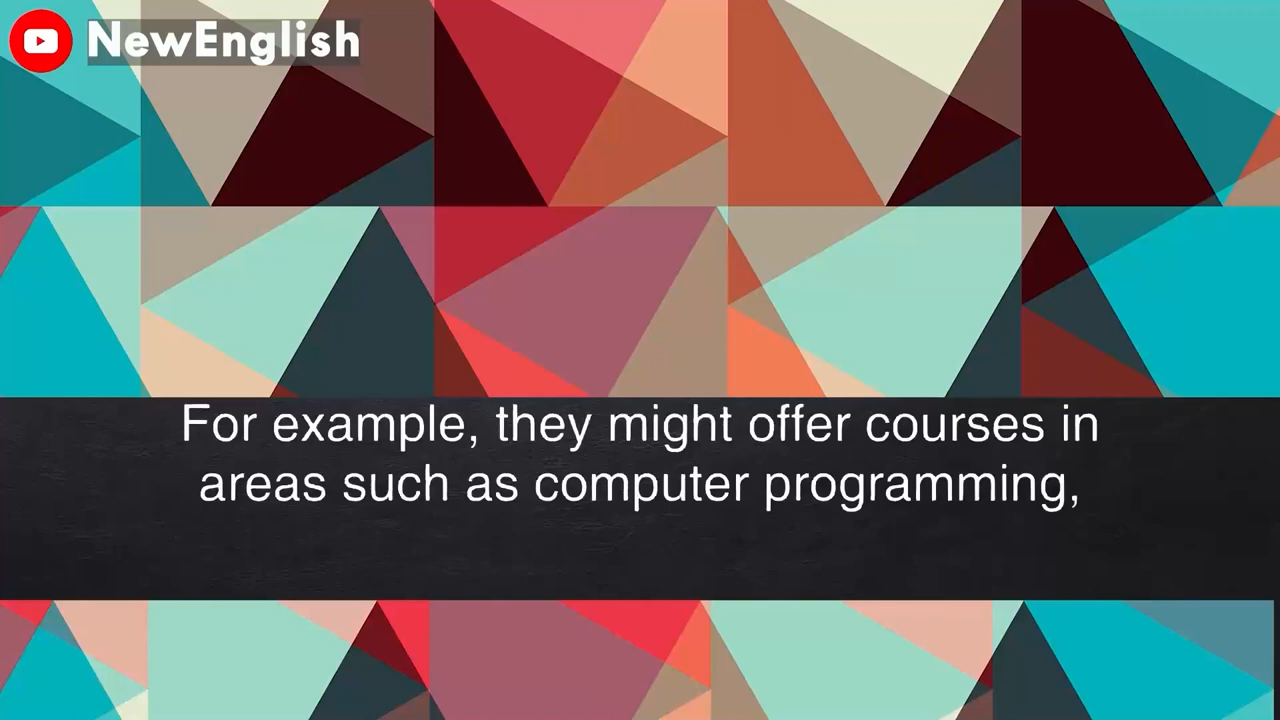 NewEnglish
For example, they might offer courses in
areas such as computer programming,